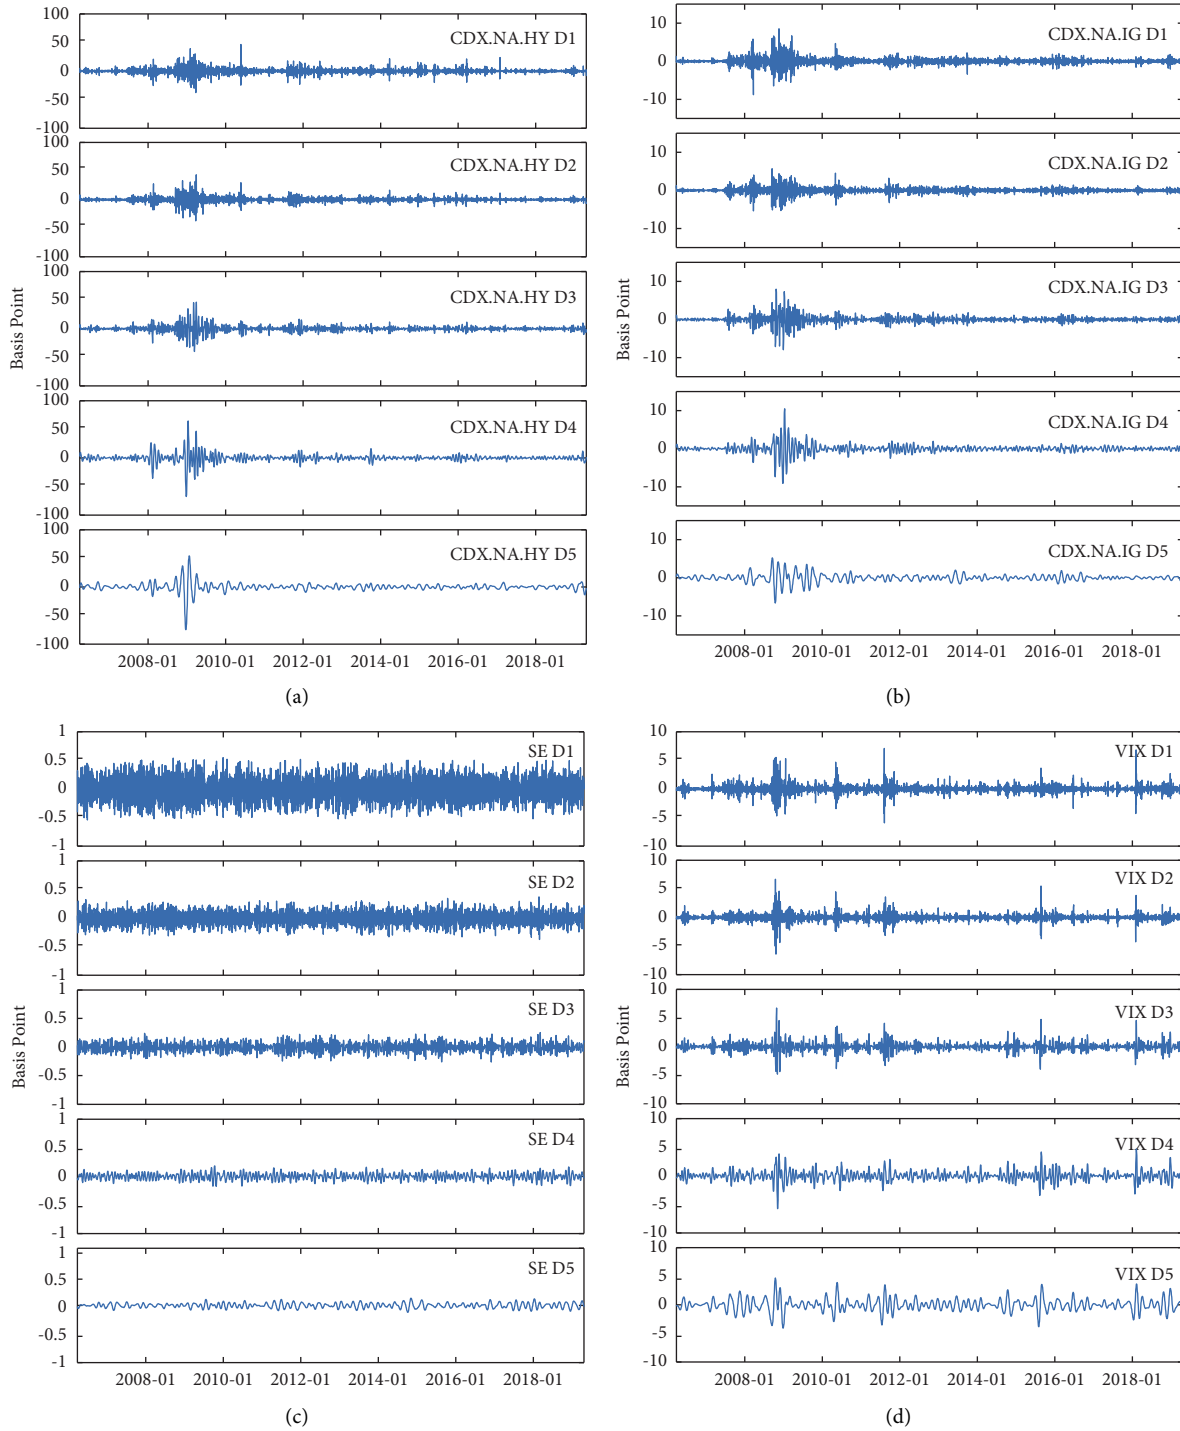 100
50
0
-50
-100
CDX.NA.HY D1
100
50
0
-50
-100
CDX.NA.HY D2
100
50
0
-50
-100
CDX.NA.HY D3
100
50
0
-50
-100
CDX.NA.HY D4
100
50
0
-50
-100
CDX.NA.HY D5
Basis Point
2008-01 2010-01 2012-01 2014-01 2016-01 2018-01
(a)
10
0
-10
CDX.NA.IG D1
10
0
-10
CDX.NA.IG D2
10
0
-10
CDX.NA.IG D3
10
0
-10
CDX.NA.IG D4
10
0
-10
CDX.NA.IG D5
Basis Point
2008-01 2010-01 2012-01 2014-01 2016-01 2018-01
(b)
1
0.5
0
-0.5
-1
SE D1
1
0.5
0
-0.5
-1
SE D2
1
0.5
0
-0.5
-1
SE D3
1
0.5
0
-0.5
-1
SE D4
1
0.5
0
-0.5
-1
SE D5
Basis Point
2008-01 2010-01 2012-01 2014-01 2016-01 2018-01
(c)
10
5
0
-5
-10
VIX D1
10
5
0
-5
-10
VIX D2
10
5
0
-5
-10
VIX D3
10
5
0
-5
-10
VIX D4
10
5
0
-5
-10
VIX D5
Basis Point
2008-01 2010-01 2012-01 2014-01 2016-01 2018-01
(d)